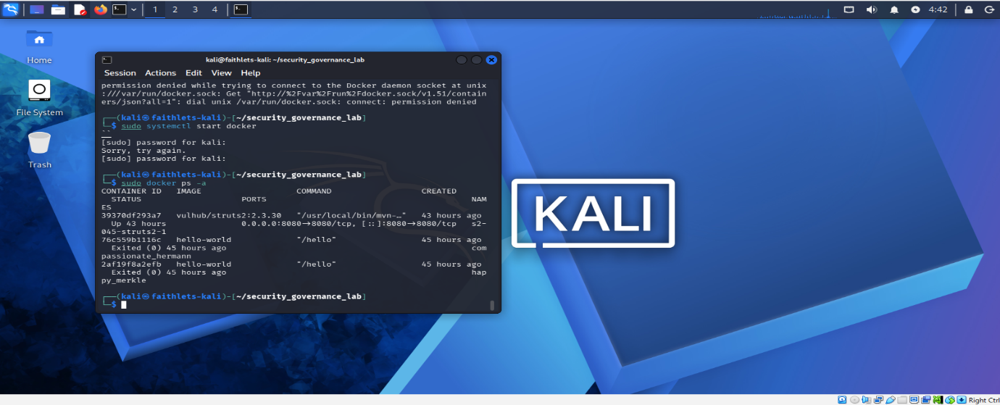 1 2 3 4
4:42
Home
File System
Trash
kali@faithlets-kali: ~/security_governance_lab
Session Actions Edit View Help
permission denied while trying to connect to the Docker daemon socket at unix
:///var/run/docker.sock: Get "http://%2Fvar%2Frun%2Fdocker.sock/v1.51/contain
ers/json?all=1": dial unix /var/run/docker.sock: connect: permission denied
┌──(kali㉿faithlets-kali)-[~/security_governance_lab]
└─$ sudo systemctl start docker
``
[sudo] password for kali:
Sorry, try again.
[sudo] password for kali:
┌──(kali㉿faithlets-kali)-[~/security_governance_lab]
└─$ sudo docker ps -a
CONTAINER ID   IMAGE                   COMMAND                  CREATED
  STATUS                    PORTS                                         NAM
ES
39370df293a7   vulhub/struts2:2.3.30   "/usr/local/bin/mvn-…"   43 hours ago
  Up 43 hours               0.0.0.0:8080→8080/tcp, [::]:8080→8080/tcp   s2-
045-struts2-1
76c559b1116c   hello-world             "/hello"                 45 hours ago
  Exited (0) 45 hours ago                                                 com
passionate_hermann
2af19f8a2efb   hello-world             "/hello"                 45 hours ago
  Exited (0) 45 hours ago                                                 hap
py_merkle
┌──(kali㉿faithlets-kali)-[~/security_governance_lab]
└─$
KALI
Right Ctrl